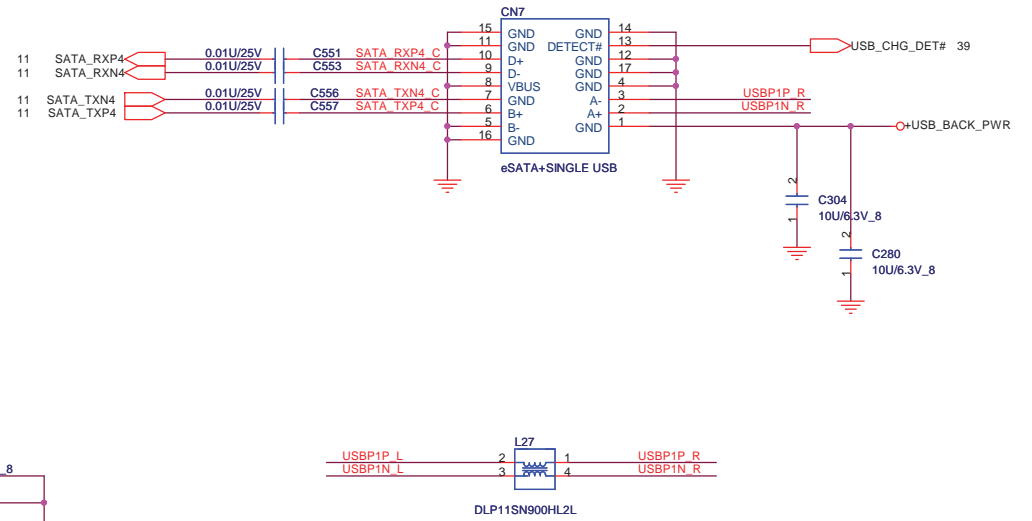 CN7
15 GND GND 14
11 GND DETECT# 13 USB_CHG_DET# 39
11 SATA_RXP4 0.01U/25V C551 SATA_RXP4_C 10 D+ GND 12
11 SATA_RXN4 0.01U/25V C553 SATA_RXN4_C 9 D- GND 17
8 VBUS GND 4
11 SATA_TXN4 0.01U/25V C556 SATA_TXN4_C 7 GND A- 3 USBP1P_R
11 SATA_TXP4 0.01U/25V C557 SATA_TXP4_C 6 B+ A+ 2 USBP1N_R
5 B- GND 1 +USB_BACK_PWR
16 GND
eSATA+SINGLE USB
2
C304
10U/6.3V_8
1
2
C280
10U/6.3V_8
1
L27
USBP1P_L 2 1 USBP1P_R
USBP1N_L 3 4 USBP1N_R
_8
DLP11SN900HL2L